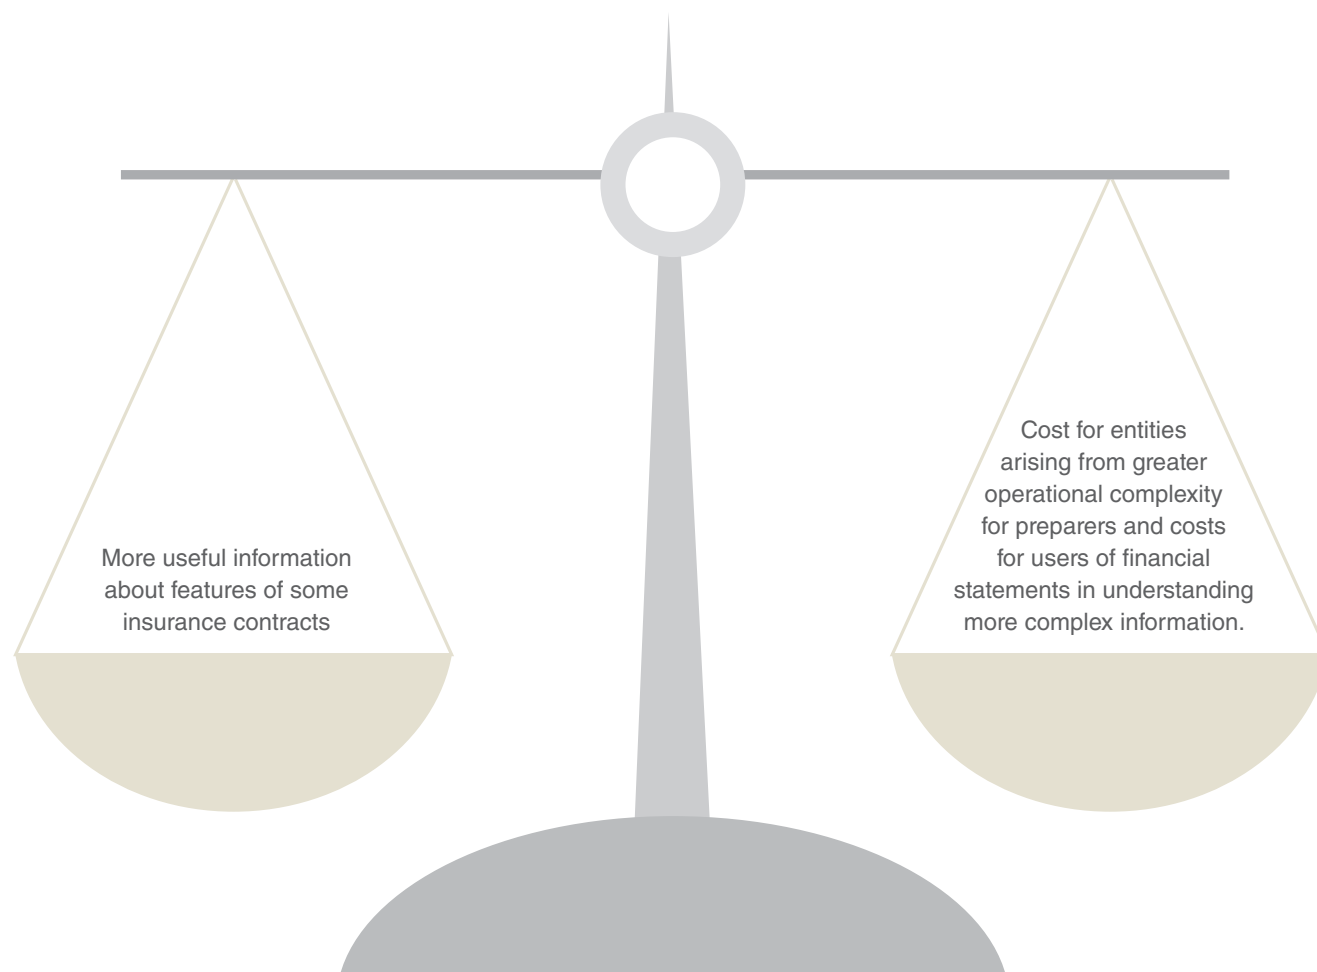 More useful information
about features of some
insurance contracts
Cost for entities
arising from greater
operational complexity
for preparers and costs
for users of financial
statements in understanding
more complex information.